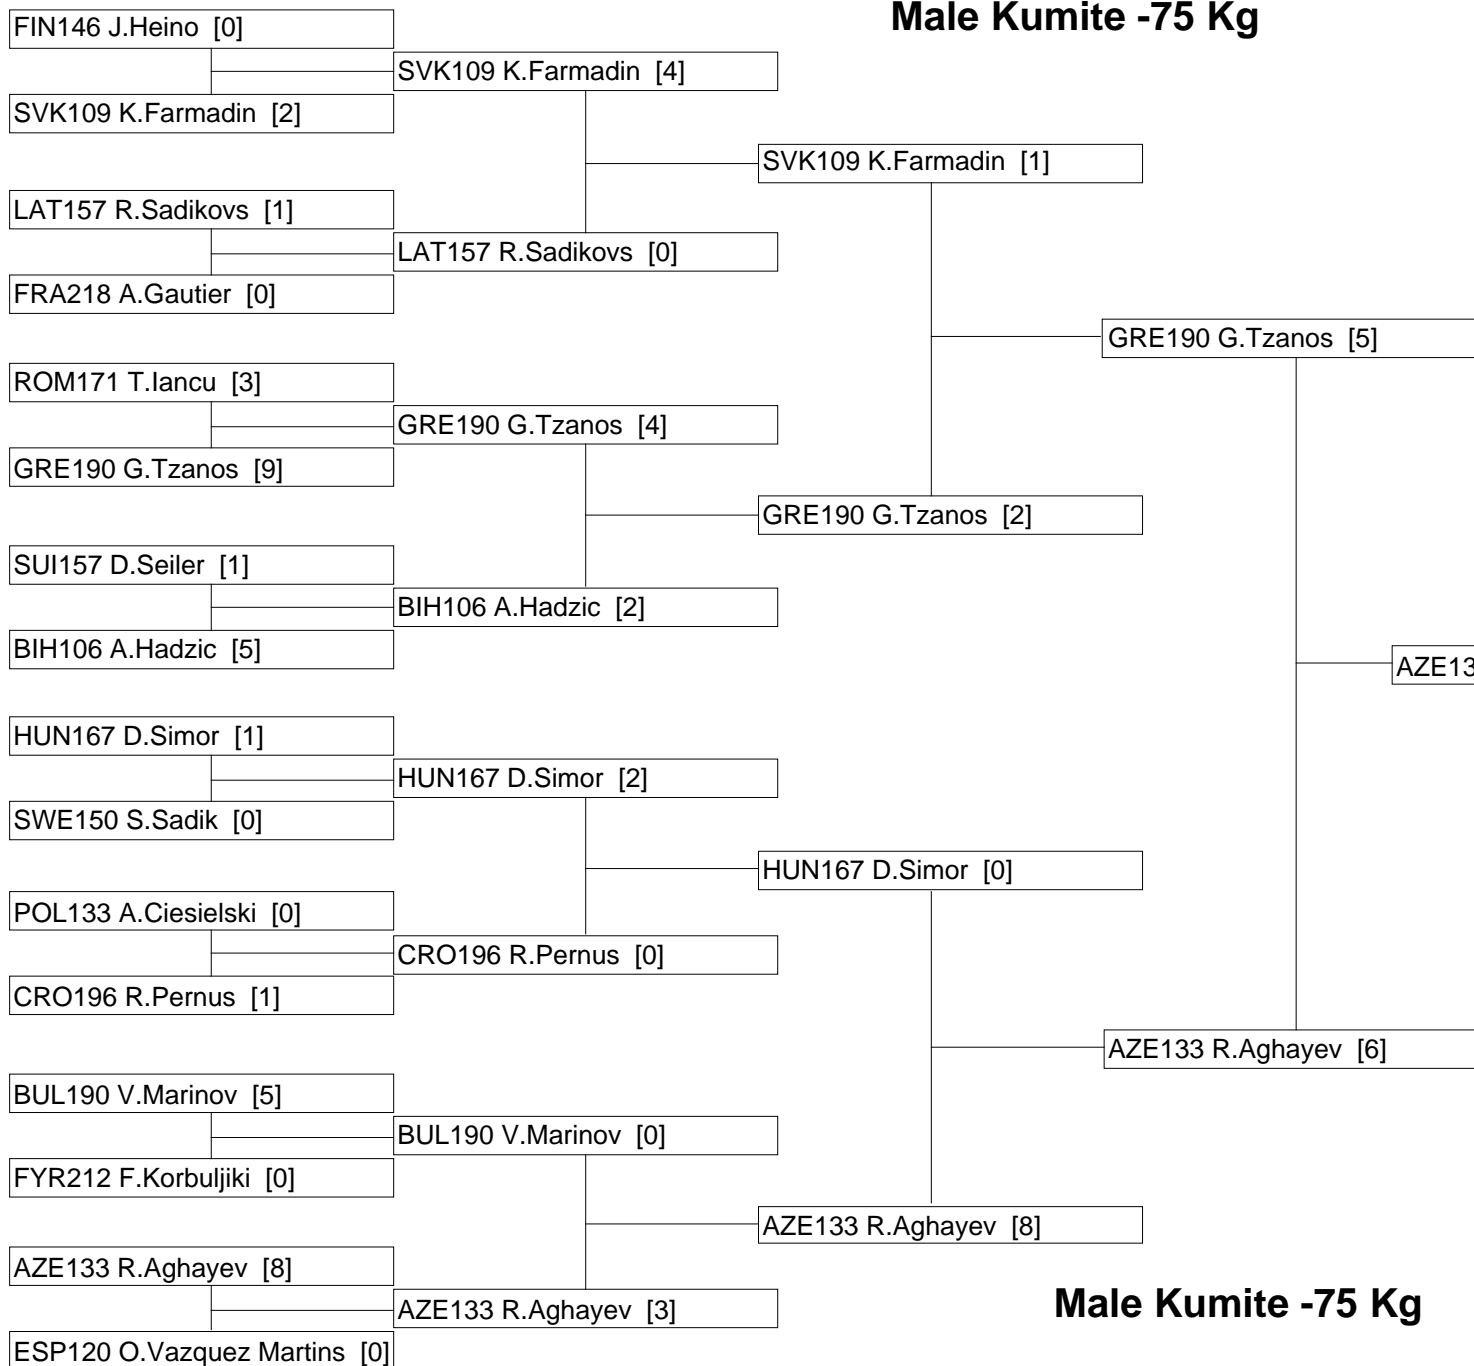 Male Kumite -75 Kg
FIN146 J.Heino [0]
SVK109 K.Farmadin [4]
SVK109 K.Farmadin [2]
SVK109 K.Farmadin [1]
LAT157 R.Sadikovs [1]
LAT157 R.Sadikovs [0]
FRA218 A.Gautier [0]
GRE190 G.Tzanos [5]
ROM171 T.Iancu [3]
GRE190 G.Tzanos [4]
GRE190 G.Tzanos [9]
GRE190 G.Tzanos [2]
SUI157 D.Seiler [1]
BIH106 A.Hadzic [2]
BIH106 A.Hadzic [5]
AZE13
HUN167 D.Simor [1]
HUN167 D.Simor [2]
SWE150 S.Sadik [0]
HUN167 D.Simor [0]
POL133 A.Ciesielski [0]
CRO196 R.Pernus [0]
CRO196 R.Pernus [1]
AZE133 R.Aghayev [6]
BUL190 V.Marinov [5]
BUL190 V.Marinov [0]
FYR212 F.Korbuljiki [0]
AZE133 R.Aghayev [8]
AZE133 R.Aghayev [8]
AZE133 R.Aghayev [3]
Male Kumite -75 Kg
ESP120 O.Vazquez Martins [0]